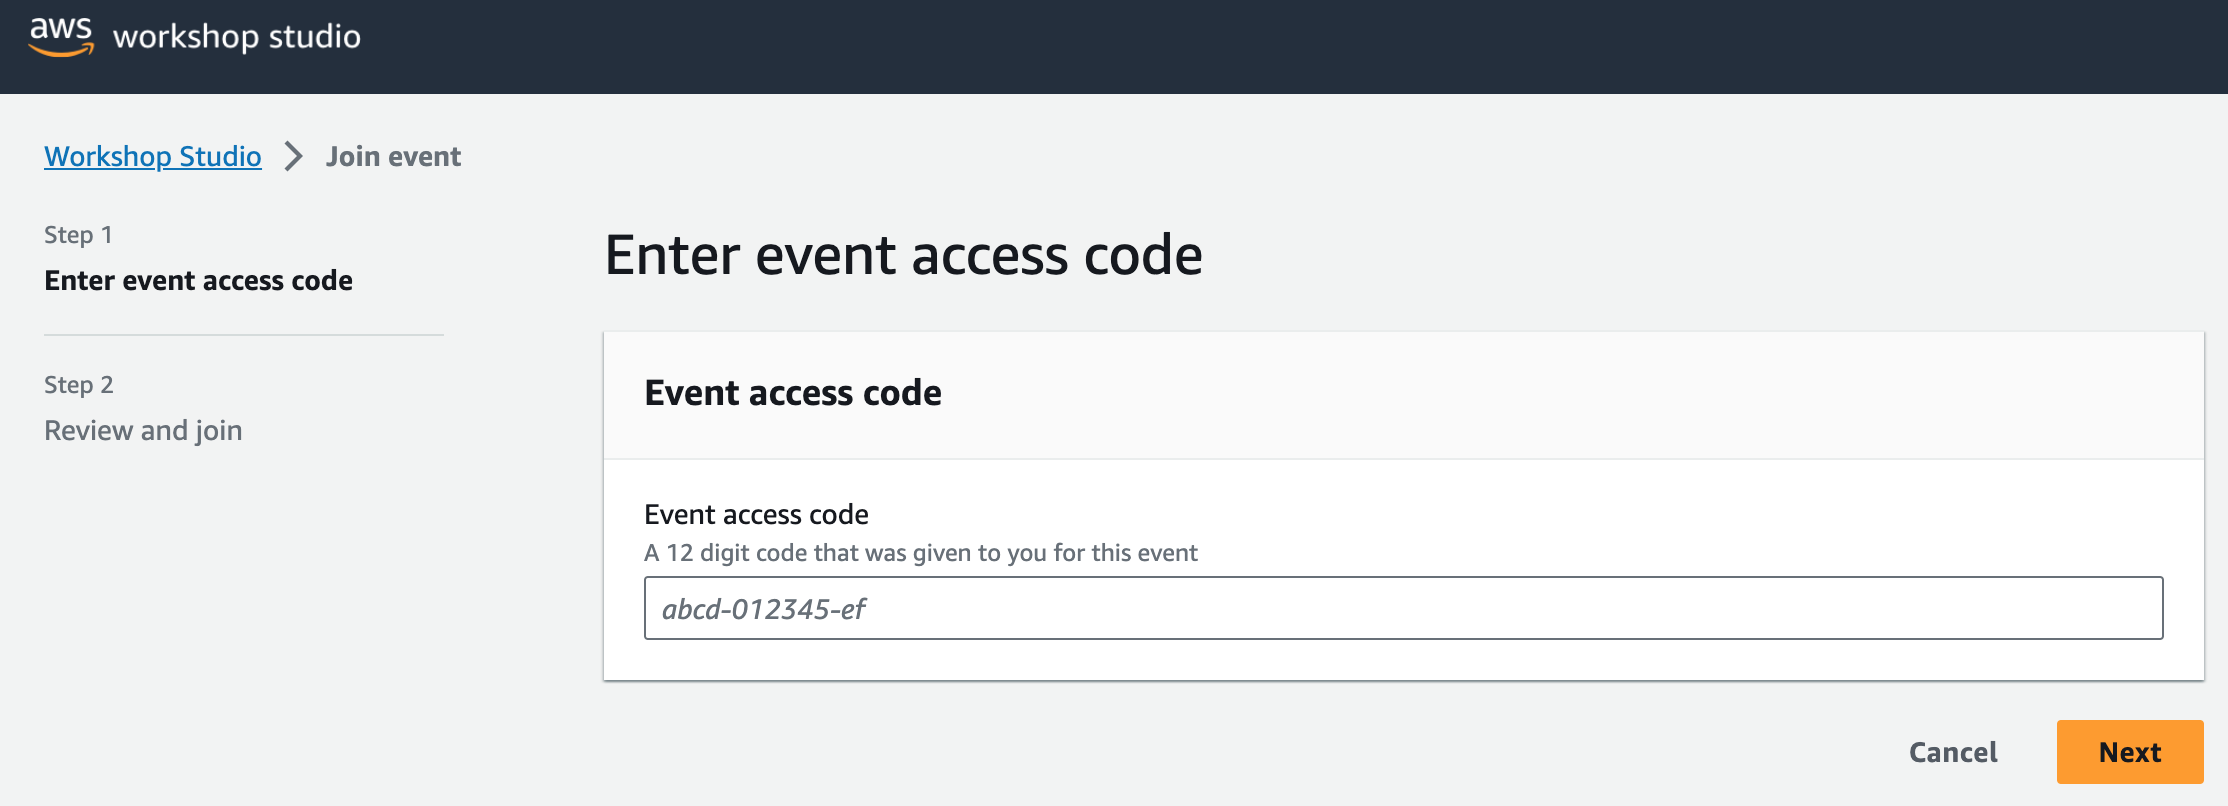 aws workshop studio
Workshop Studio > Join event
Step 1
Enter event access code
Step 2
Review and join
Enter event access code
Event access code
Event access code
A 12 digit code that was given to you for this event
abcd-012345-ef
Cancel Next